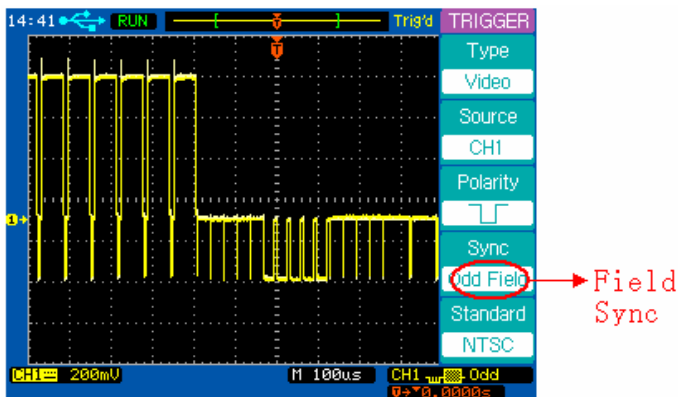 14:41 RUN T Trig'd TRIGGER
T
Type
Video
Source
CH1
Polarity
1
Sync
Odd Field
Field
Sync
Standard
NTSC
CH1 200mV M 100us CH1 Odd
T→▼0.0000s